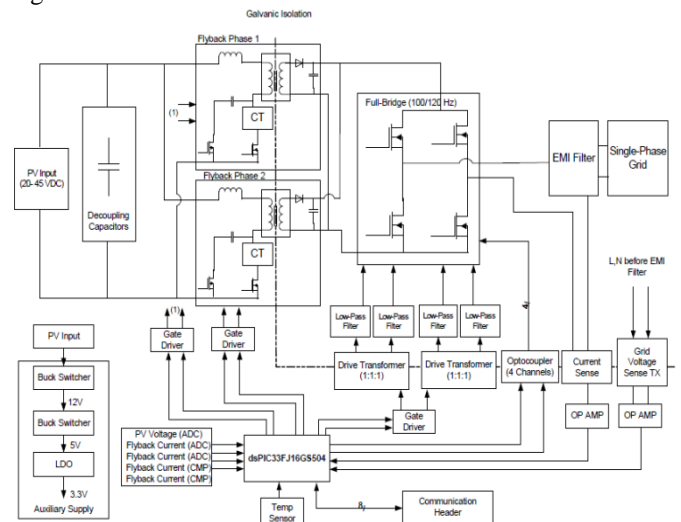 Galvanic Isolation
Flyback Phase 1
(1)
CT
Full-Bridge (100/120 Hz)
PV Input
(20- 45 VDC)
Decoupling
Capacitors
EMI Filter
Single-Phase
Grid
Flyback Phase 2
CT
L,N before EMI
Filter
(1)
4/
PV Input
Gate
Driver
Gate
Driver
Low-Pass
Filter
Low-Pass
Filter
Low-Pass
Filter
Low-Pass
Filter
Buck Switcher
12V
Buck Switcher
5V
LDO
3.3V
Auxiliary Supply
Drive Transformer
(1:1:1)
Drive Transformer
(1:1:1)
Optocoupler
(4 Channels)
Current
Sense
Grid
Voltage
Sense TX
Gate
Driver
OP AMP
OP AMP
PV Voltage (ADC)
Flyback Current (ADC)
Flyback Current (ADC)
Flyback Current (CMP)
Flyback Current (CMP)
dsPIC33FJ16GS504
Temp
Sensor
8/
Communication
Header